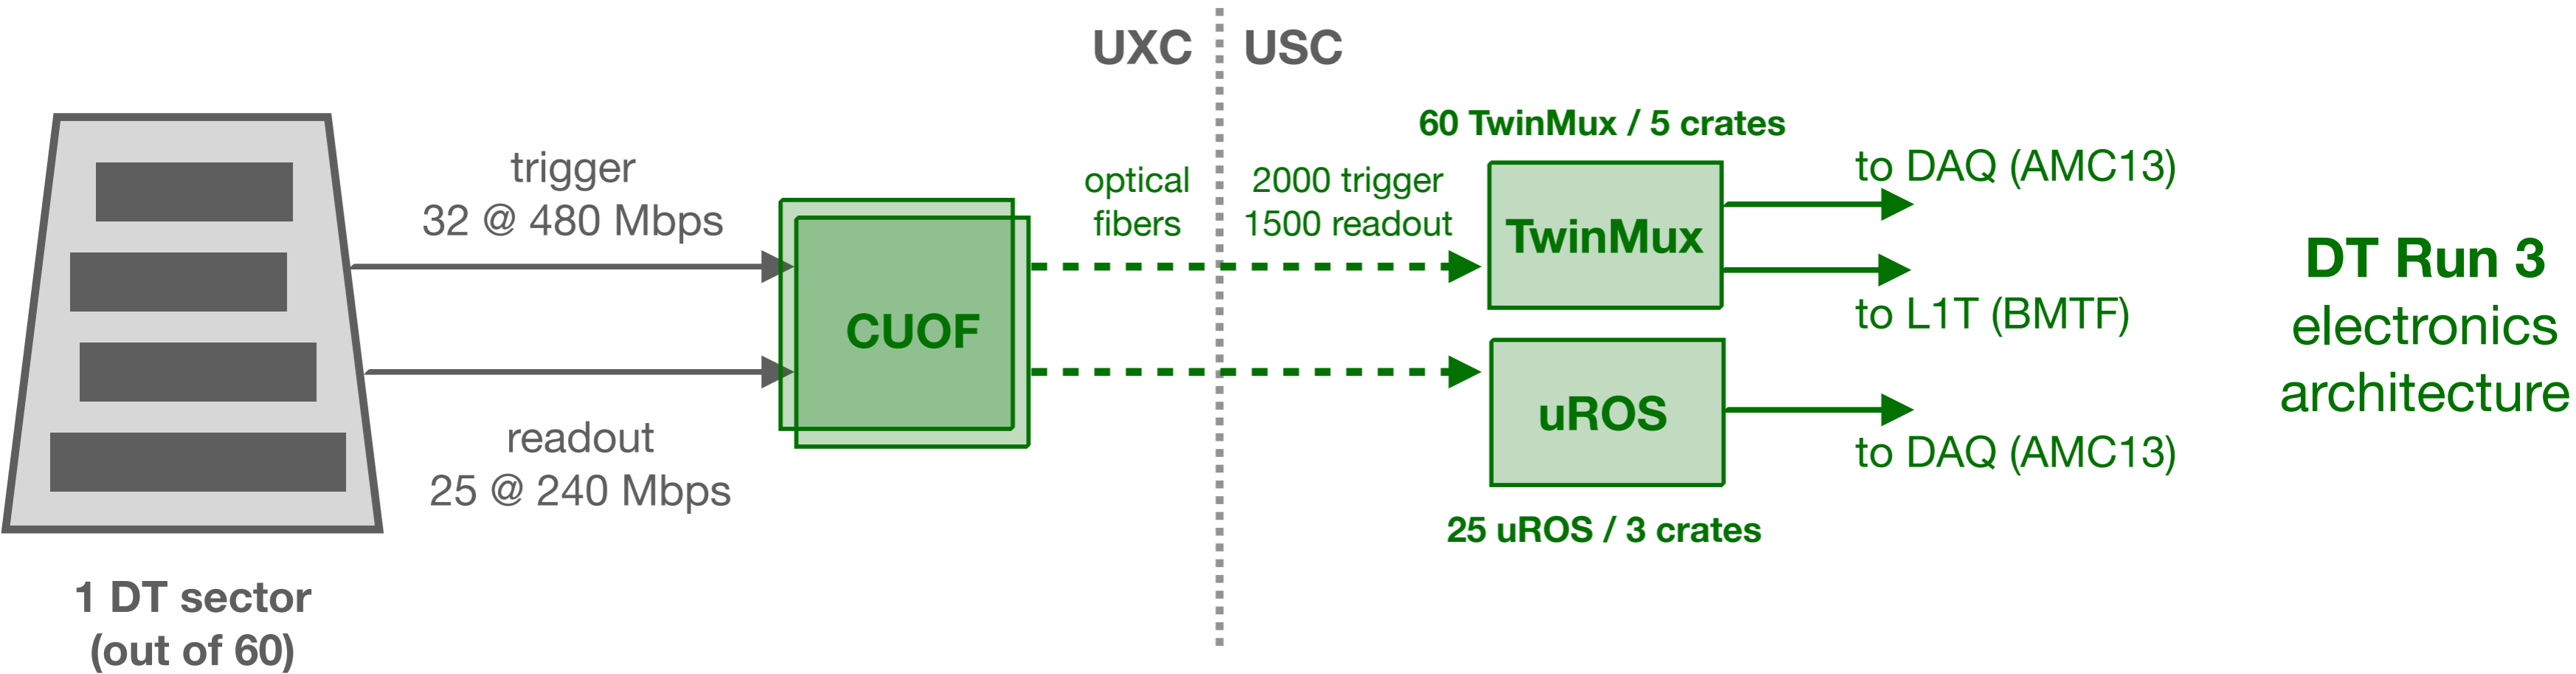 UXC
USC
60 TwinMux / 5 crates
trigger
32 @ 480 Mbps
optical
fibers
2000 trigger
1500 readout
TwinMux
to DAQ (AMC13)
to L1T (BMTF)
CUOF
readout
25 @ 240 Mbps
uROS
to DAQ (AMC13)
25 uROS / 3 crates
DT Run 3
electronics
architecture
1 DT sector
(out of 60)